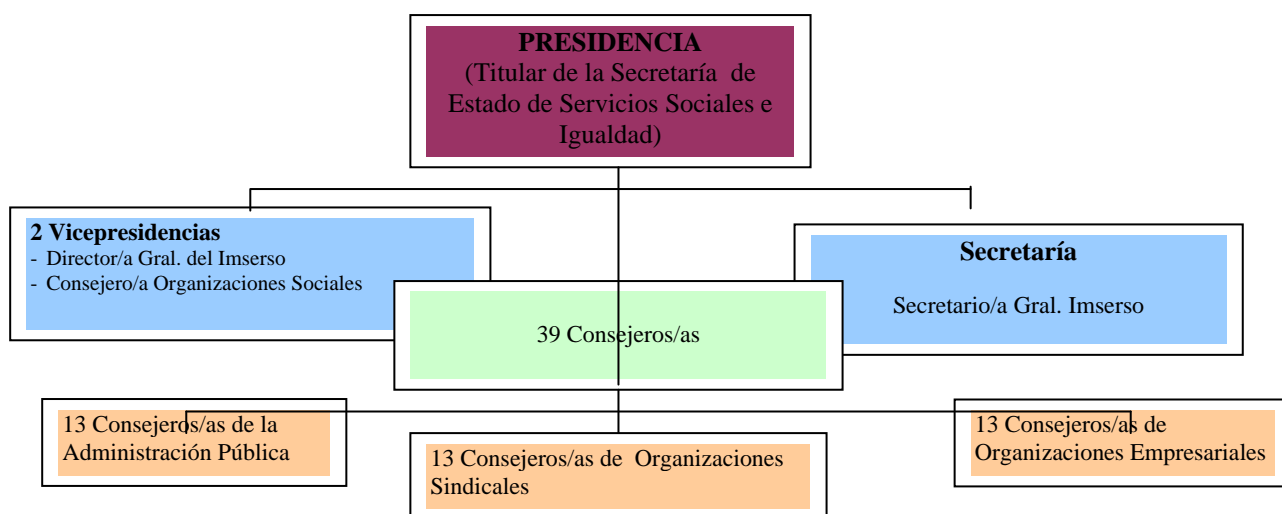 PRESIDENCIA
(Titular de la Secretaría de
Estado de Servicios Sociales e
Igualdad)
2 Vicepresidencias
- Director/a Gral. del Imserso
- Consejero/a Organizaciones Sociales
Secretaría
Secretario/a Gral. Imserso
39 Consejeros/as
13 Consejeros/as de la
Administración Pública
13 Consejeros/as de Organizaciones
Sindicales
13 Consejeros/as de
Organizaciones Empresariales